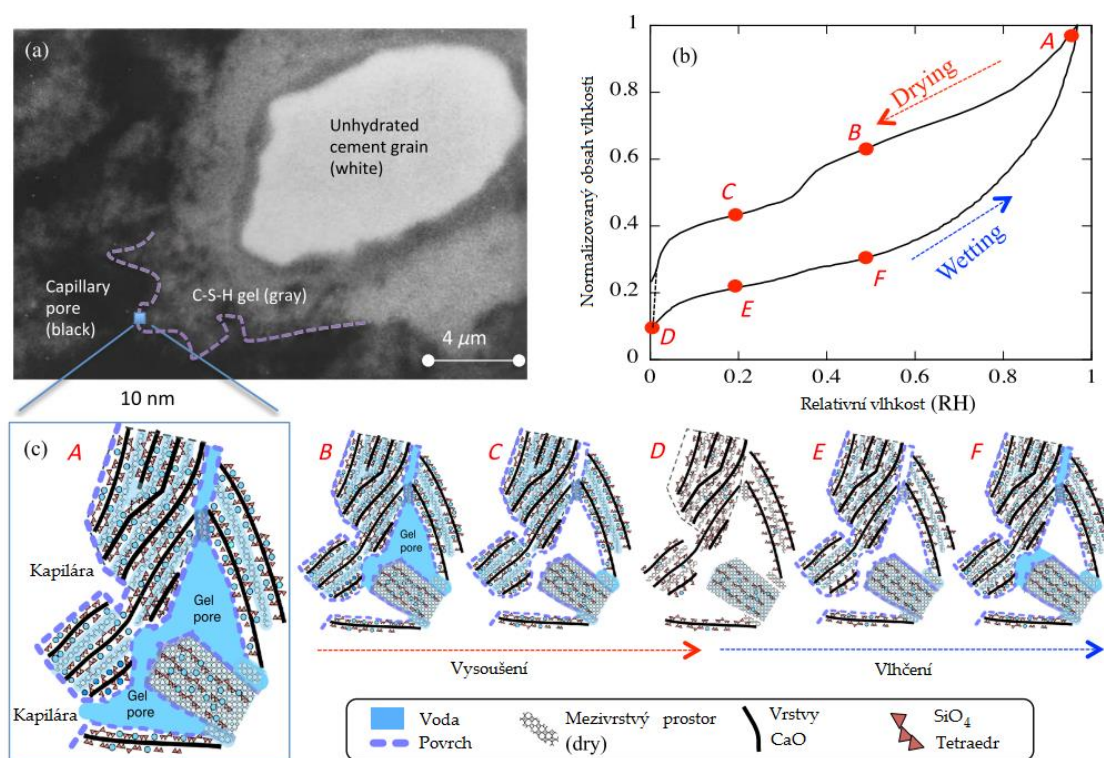 (a)
Unhydrated
cement grain
(white)
Capillary
pore
(black)
C-S-H gel (gray)
4 μm
10 nm
(b)
Normalizovaný obsah vlhkosti
1
0.8
0.6
0.4
0.2
0
0
0.2
0.4
0.6
0.8
1
Relativní vlhkost (RH)
A
Drying
B
C
D
E
F
Wetting
(c)
A
Kapilára
Gel
pore
Gel
pore
Kapilára
B
Gel
pore
C
D
E
F
Vysoušení
Vlhčení
Voda
Povrch
Mezivrstvý prostor
(dry)
Vrstvy
CaO
SiO4
Tetraedr